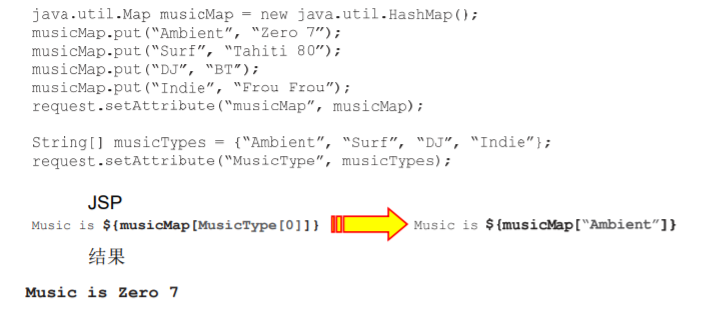 java.util.Map musicMap = new java.util.HashMap();
musicMap.put(“Ambient”, “Zero 7”);
musicMap.put(“Surf”, “Tahiti 80”);
musicMap.put(“DJ”, “BT”);
musicMap.put(“Indie”, “Frou Frou”);
request.setAttribute(“musicMap”, musicMap);
String[] musicTypes = {“Ambient”, “Surf”, “DJ”, “Indie”};
request.setAttribute(“MusicType”, musicTypes);
JSP
Music is ${musicMap[MusicType[0]]} Music is ${musicMap[“Ambient”]}
结果
Music is Zero 7